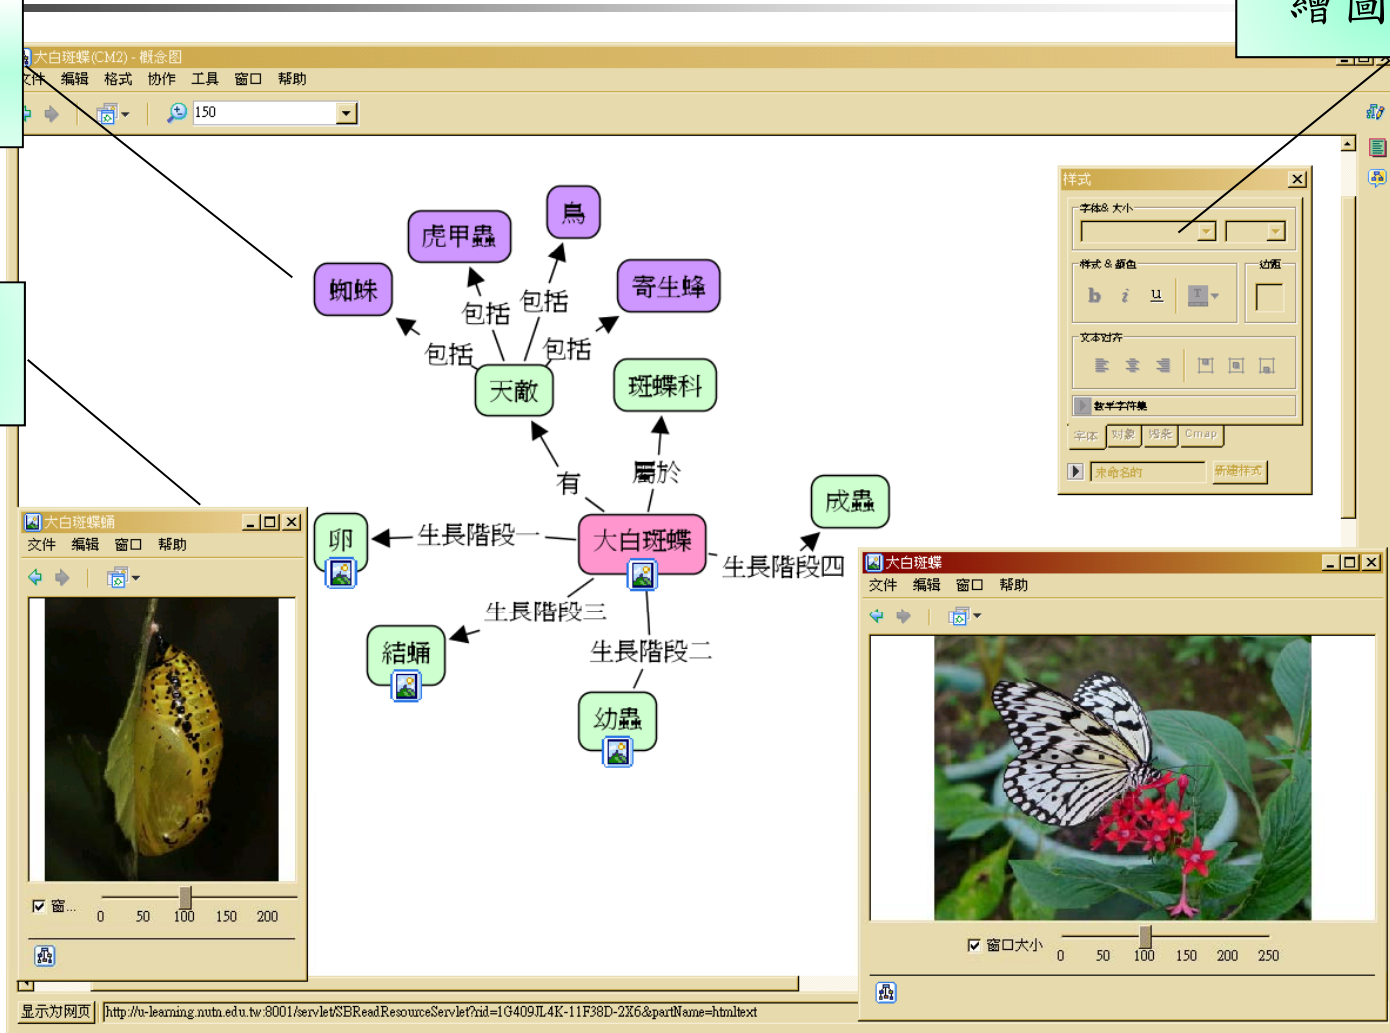 繪圖
大白斑蝶(CM2) - 概念图
文件 编辑 格式 协作 工具 窗口 帮助
150
样式
字体& 大小
样式 & 颜色
b i u T
文本对齐
数学字符集
字体 对象 线条 Cmap
未命名的 新建样式
鳥
虎甲蟲
蜘蛛
寄生蜂
包括
包括
包括
包括
天敵
斑蝶科
有
屬於
成蟲
卵
生長階段一
大白斑蝶
生長階段四
生長階段三
結蛹
生長階段二
幼蟲
大白斑蝶蛹
文件 编辑 窗口 帮助
窗...
0 50 100 150 200
大白斑蝶
文件 编辑 窗口 帮助
窗口大小
0 50 100 150 200 250
显示为网页
http://u-learning.nutn.edu.tw:8001/servlet/SBReadResourceServlet?rid=1G409JL4K-11F38D-2X6&partName=htmltext